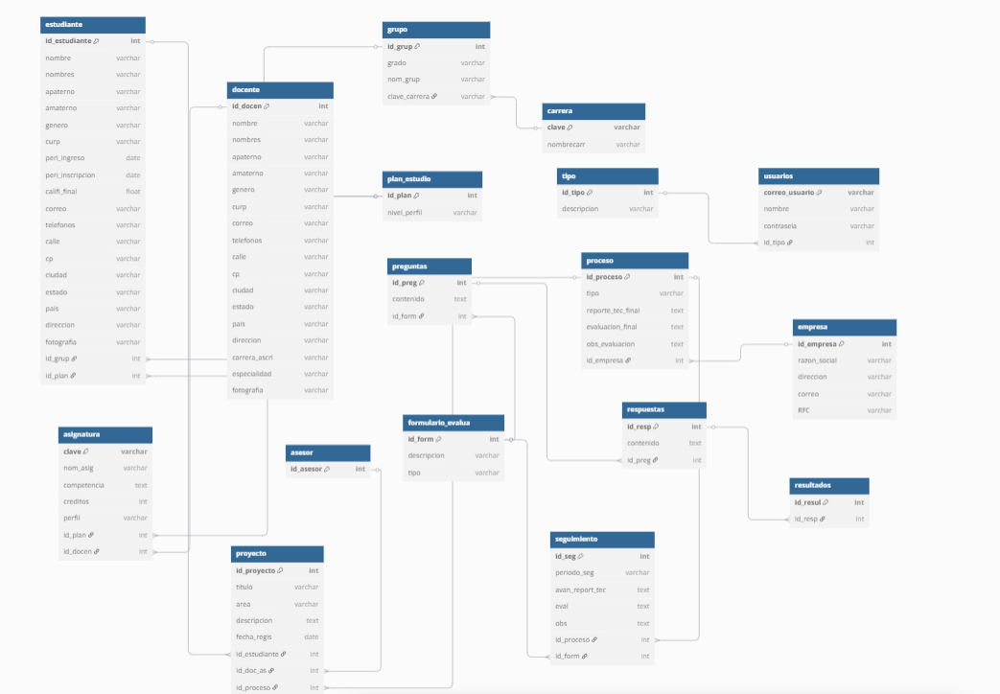 estudiante
id_estudiante int
nombre varchar
nombres varchar
apaterno varchar
amaterno varchar
genero varchar
curp varchar
peri_ingreso date
peri_inscripcion date
califi_final float
correo varchar
telefonos varchar
calle varchar
cp varchar
ciudad varchar
estado varchar
pais varchar
direccion varchar
fotografia varchar
id_grup int
id_plan int
docente
id_docen int
nombre varchar
nombres varchar
apaterno varchar
amaterno varchar
genero varchar
curp varchar
correo varchar
telefonos varchar
calle varchar
cp varchar
ciudad varchar
estado varchar
pais varchar
direccion varchar
carrera_ascri varchar
especialidad varchar
fotografia varchar
grupo
id_grup int
grado varchar
nom_grup varchar
clave_carrera varchar
carrera
clave varchar
nombrecarr varchar
plan_estudio
id_plan int
nivel_perfil varchar
tipo
id_tipo int
descripcion varchar
usuarios
correo_usuario varchar
nombre varchar
contrasela varchar
id_tipo int
preguntas
id_preg int
contenido text
id_form int
proceso
id_proceso int
tipo varchar
reporte_tec_final text
evaluacion_final text
obs_evaluacion text
id_empresa int
empresa
id_empresa int
razon_social varchar
direccion varchar
correo varchar
RFC varchar
asignatura
clave varchar
nom_asig varchar
competencia text
creditos int
perfil varchar
id_plan int
id_docen int
asesor
id_asesor int
formulario_evalua
id_form int
descripcion varchar
tipo varchar
respuestas
id_resp int
contenido text
id_preg int
resultados
id_resul int
id_resp int
proyecto
id_proyecto int
titulo varchar
area varchar
descripcion text
fecha_regis date
id_estudiante int
id_doc_as int
id_proceso int
seguimiento
id_seg int
periodo_seg varchar
avan_report_tec text
eval text
obs text
id_proceso int
id_form int